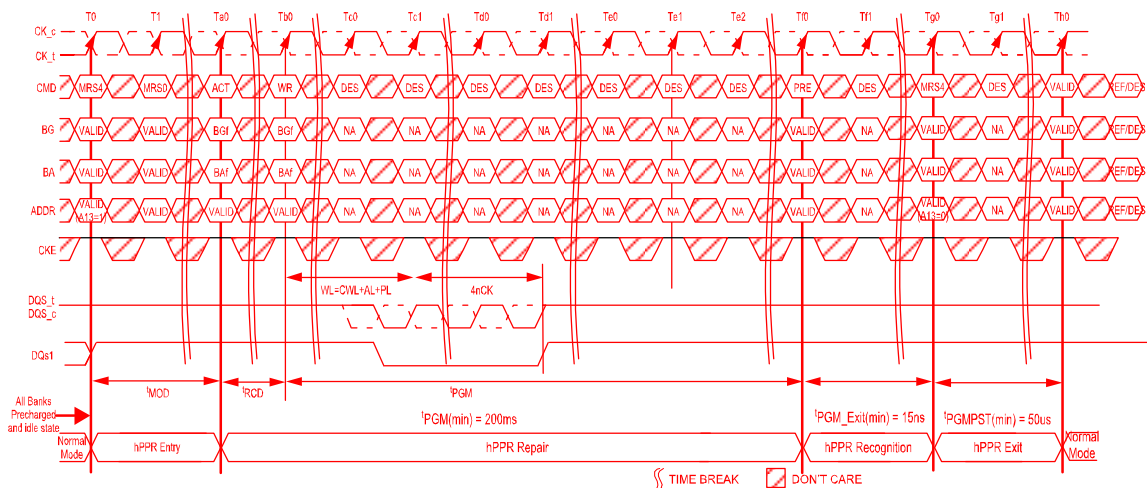 T0 T1 Ta0 Tb0 Tc0 Tc1 Td0 Td1 Te0 Te1 Te2 Tf0 Tf1 Tg0 Tg1 Th0
CK_c
CK_t
CMD MRS4 MRS0 ACT WR DES DES DES DES DES DES DES PRE DES MRS4 DES VALID REF/DES
BG VALID VALID BGf BGf NA NA NA NA NA NA NA VALID NA VALID NA VALID REF/DES
BA VALID VALID BAf BAf NA NA NA NA NA NA NA VALID NA VALID NA VALID REF/DES
ADDR VALID (A13=1) VALID VALID VALID NA NA NA NA NA NA NA VALID NA VALID (A13=0) NA VALID REF/DES
CKE
WL=CWL+AL+PL 4nCK
DQS_t
DQS_c
DQs1
tMOD tRCD tPGM
All Banks
Precharged
and idle state
tPGM(min) = 200ms tPGM_Exit(min) = 15ns tPGMPST(min) = 50us
Normal
Mode
hPPR Entry hPPR Repair hPPR Recognition hPPR Exit
Normal
Mode
TIME BREAK DON'T CARE